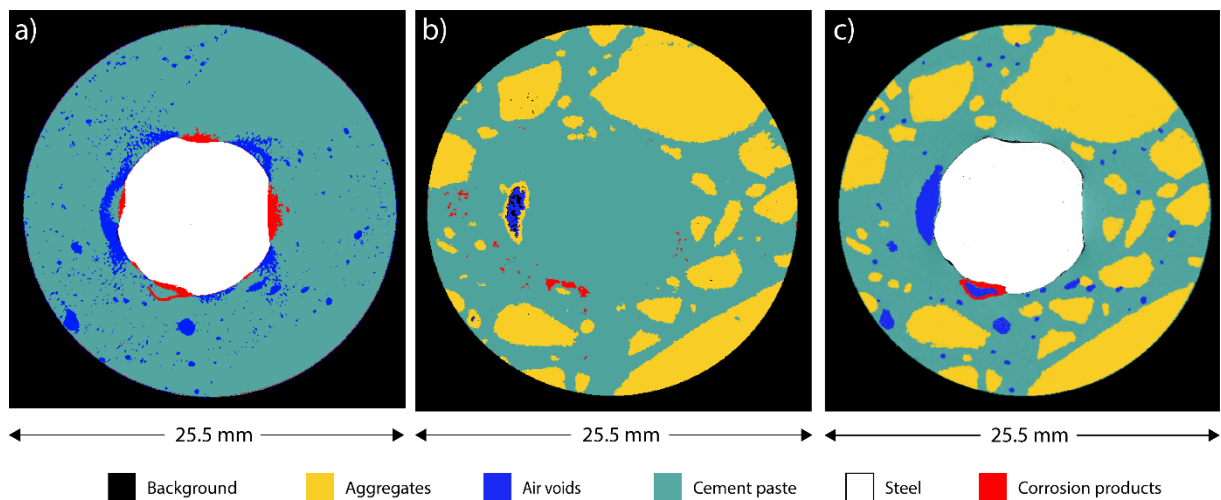 a) b) c)
25.5 mm 25.5 mm 25.5 mm
Background Aggregates Air voids Cement paste Steel Corrosion products